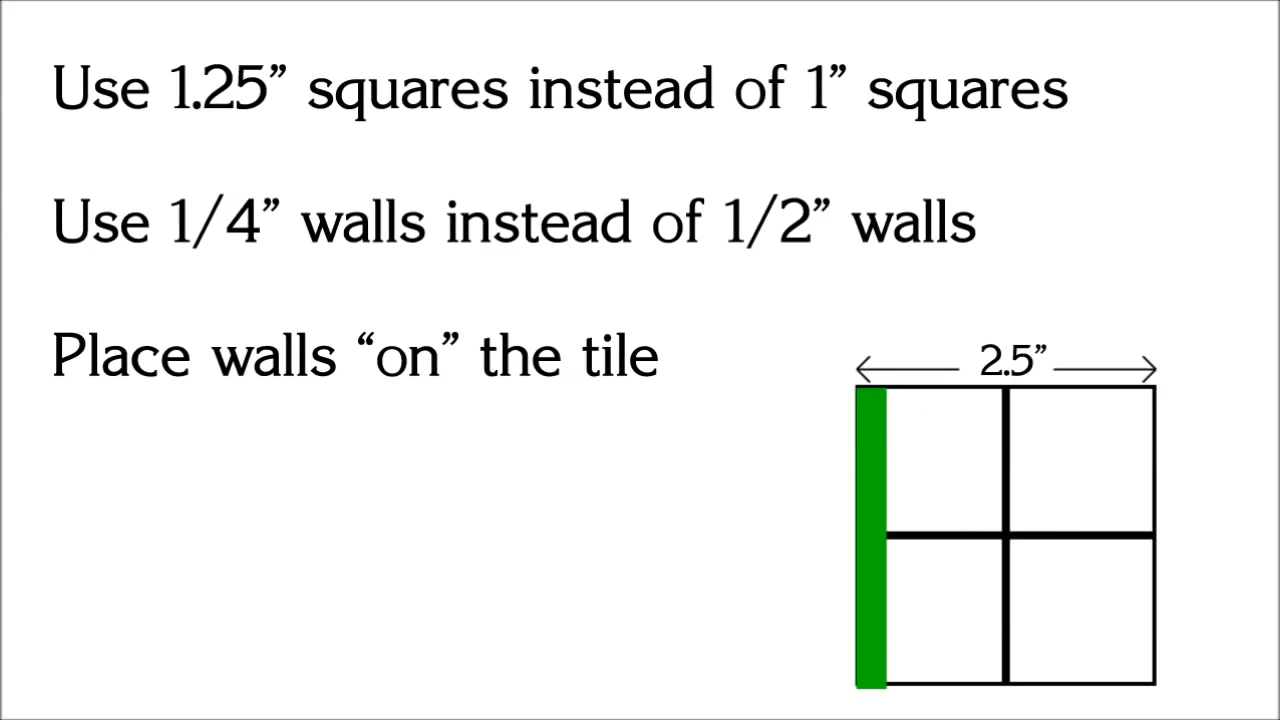 Use 1.25” squares instead of 1” squares
Use 1/4” walls instead of 1/2” walls
Place walls “on” the tile
2.5”